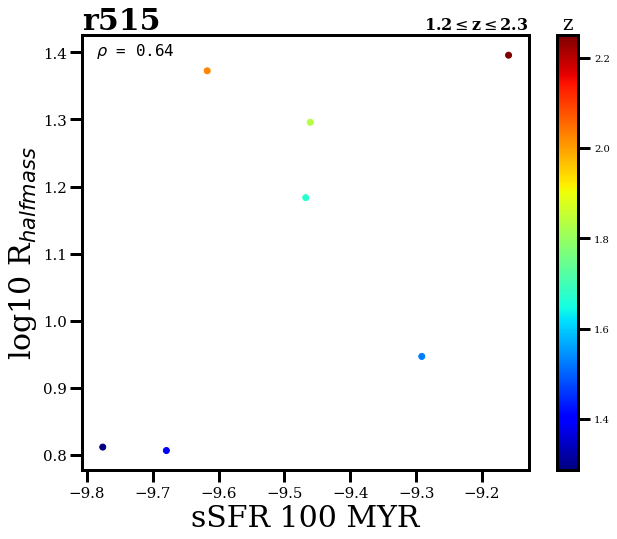 r515
1.2 ≤ z ≤ 2.3
z
ρ = 0.64
1.4
1.3
1.2
1.1
1.0
0.9
0.8
log10 R_halfmass
−9.8 −9.7 −9.6 −9.5 −9.4 −9.3 −9.2
sSFR 100 MYR
2.2
2.0
1.8
1.6
1.4